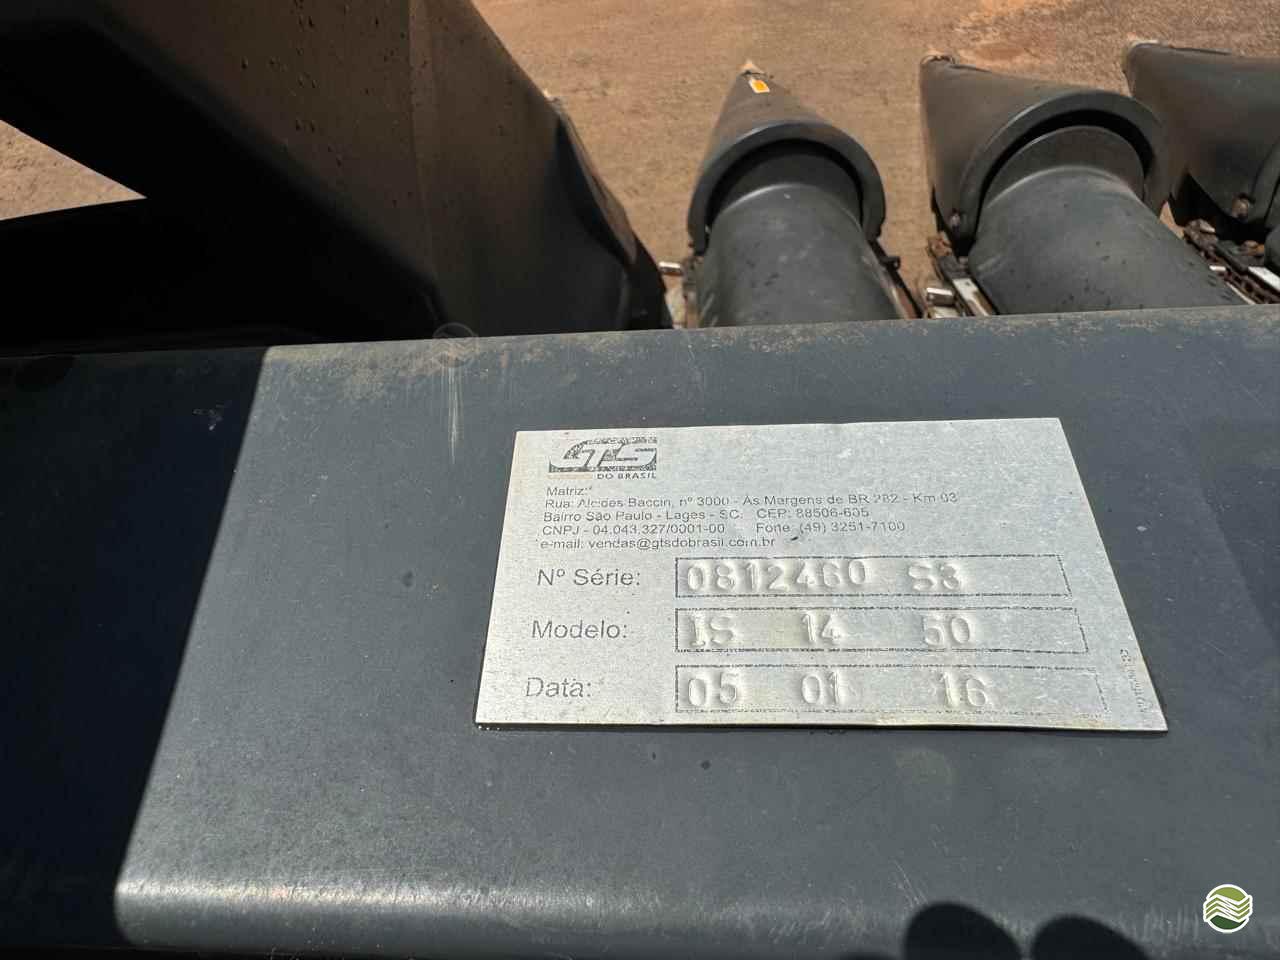 GTS
DO BRASIL
Matriz:
Rua: Alcides Baccin, nº 3000 - Às Margens de BR 282 - Km 03
Bairro São Paulo - Lages - SC. CEP: 88506-605
CNPJ - 04.043.327/0001-00 Fone (49) 3251-7100
e-mail: vendas@gtsdobrasil.com.br
Nº Série: 0812460 S3
Modelo: IS 14 50
Data: 05 01 16